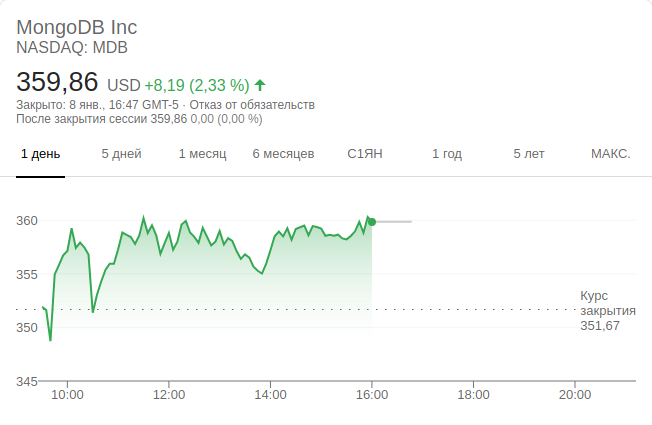 MongoDB Inc
NASDAQ: MDB
359,86 USD +8,19 (2,33 %)
Закрыто: 8 янв., 16:47 GMT-5 · Отказ от обязательств
После закрытия сессии 359,86 0,00 (0,00 %)
1 день 5 дней 1 месяц 6 месяцев С1ЯН 1 год 5 лет МАКС.
360
355
Курс
закрытия
351,67
350
345
10:00 12:00 14:00 16:00 18:00 20:00